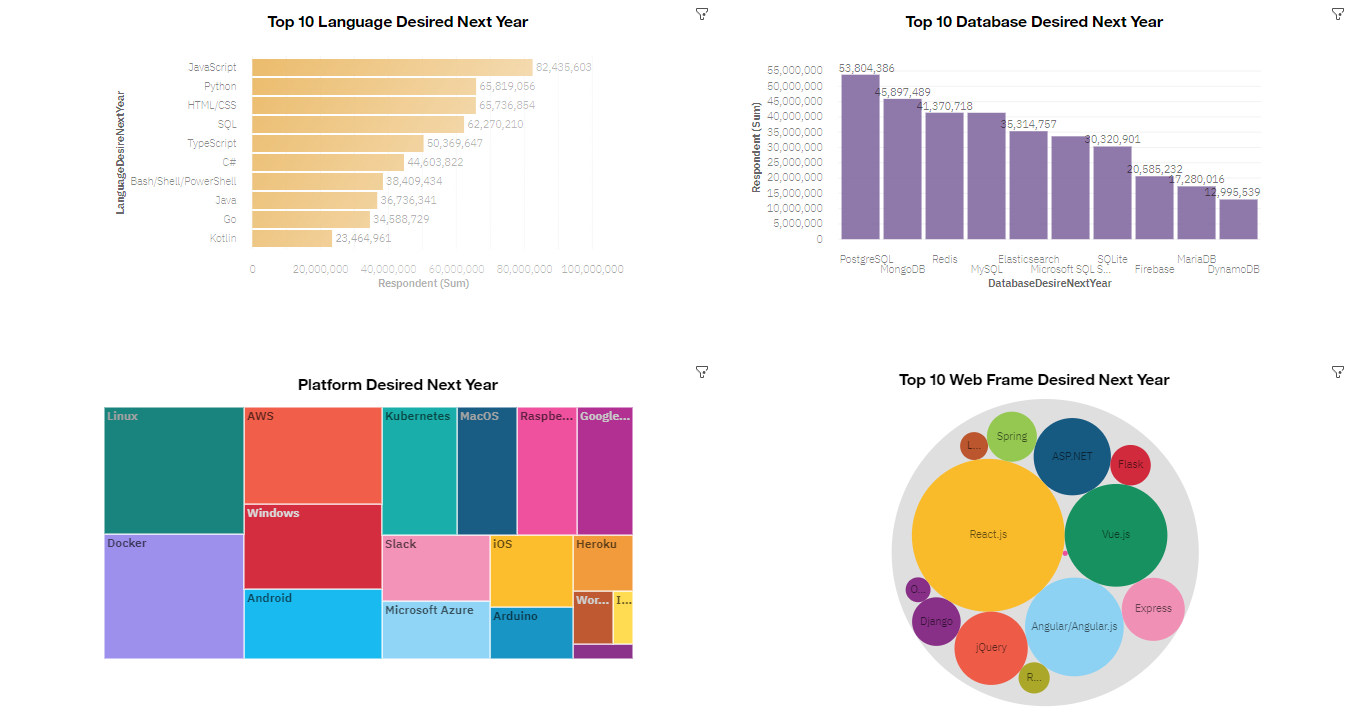 Top 10 Language Desired Next Year
LanguageDesireNextYear
JavaScript 82,435,603
Python 65,819,056
HTML/CSS 65,736,854
SQL 62,270,210
TypeScript 50,369,647
C# 44,603,822
Bash/Shell/PowerShell 38,409,434
Java 36,736,341
Go 34,588,729
Kotlin 23,464,961
0 20,000,000 40,000,000 60,000,000 80,000,000 100,000,000
Respondent (Sum)
Top 10 Database Desired Next Year
Respondent (Sum)
55,000,000
50,000,000
45,000,000
40,000,000
35,000,000
30,000,000
25,000,000
20,000,000
15,000,000
10,000,000
5,000,000
0
53,804,386
45,897,489
41,370,718
35,314,757
30,320,901
20,585,232
17,280,016
12,995,539
PostgreSQL Redis Elasticsearch SQLite MariaDB
MongoDB MySQL Microsoft SQL S... Firebase DynamoDB
DatabaseDesireNextYear
Platform Desired Next Year
Linux AWS Kubernetes MacOS Raspbe... Google...
Windows
Docker Slack iOS Heroku
Android Microsoft Azure Arduino Wor... I...
Top 10 Web Frame Desired Next Year
Spring
L...
ASP.NET
Flask
React.js
Vue.js
O...
Django
Express
Angular/Angular.js
jQuery
R...